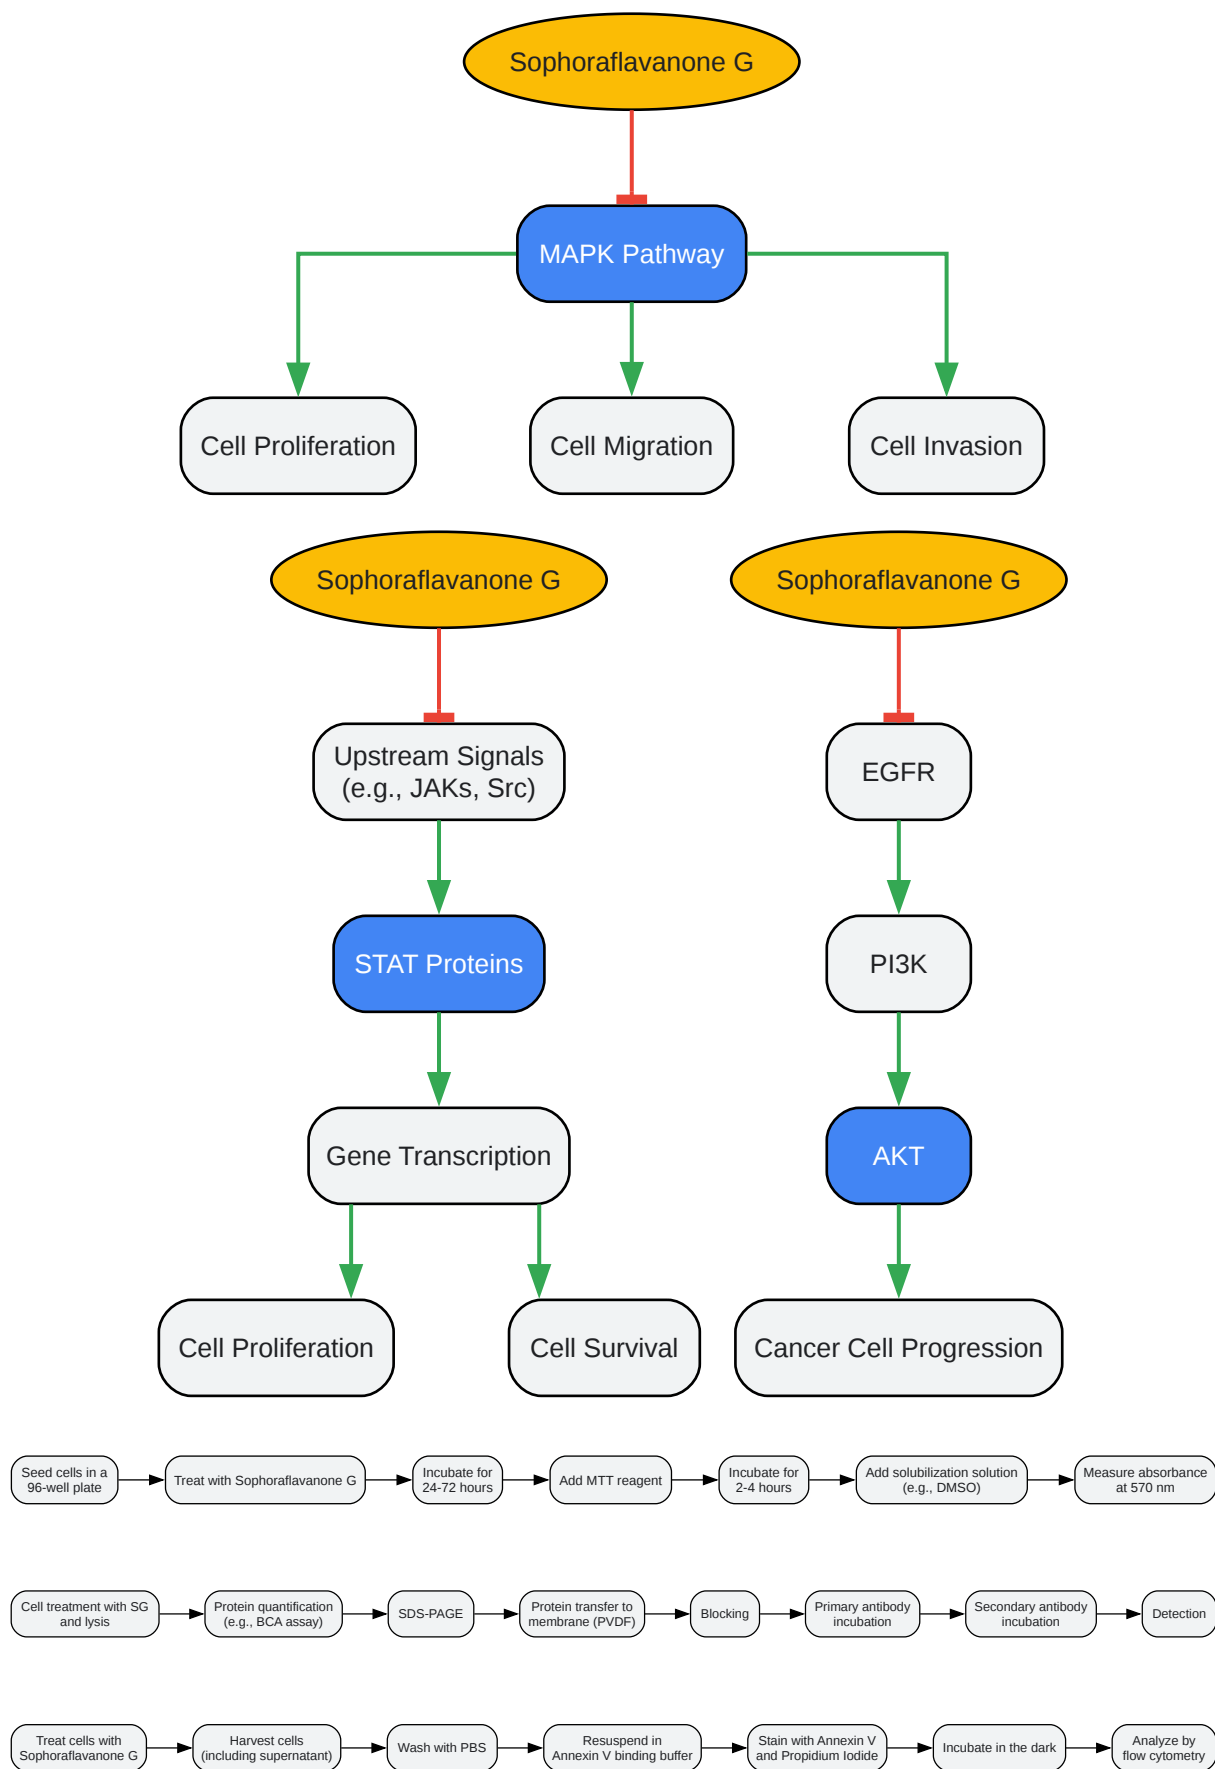 Sophoraflavanone G
MAPK Pathway
Cell Proliferation
Cell Migration
Cell Invasion
Sophoraflavanone G
Sophoraflavanone G
Upstream Signals
(e.g., JAKs, Src)
EGFR
STAT Proteins
PI3K
Gene Transcription
AKT
Cell Proliferation
Cell Survival
Cancer Cell Progression
Seed cells in a
96-well plate
Treat with Sophoraflavanone G
Incubate for
24-72 hours
Add MTT reagent
Incubate for
2-4 hours
Add solubilization solution
(e.g., DMSO)
Measure absorbance
at 570 nm
Cell treatment with SG
and lysis
Protein quantification
(e.g., BCA assay)
SDS-PAGE
Protein transfer to
membrane (PVDF)
Blocking
Primary antibody
incubation
Secondary antibody
incubation
Detection
Treat cells with
Sophoraflavanone G
Harvest cells
(including supernatant)
Wash with PBS
Resuspend in
Annexin V binding buffer
Stain with Annexin V
and Propidium Iodide
Incubate in the dark
Analyze by
flow cytometry